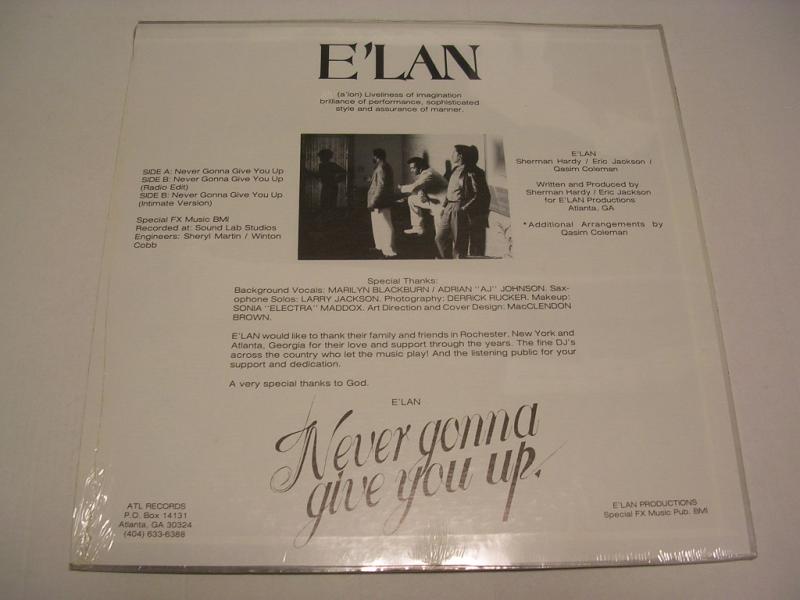 E'LAN
(a'lon) Liveliness of imagination
brilliance of performance, sophisticated
style and assurance of manner.
SIDE A: Never Gonna Give You Up
SIDE B: Never Gonna Give You Up
(Radio Edit)
SIDE B: Never Gonna Give You Up
(Intimate Version)
Special FX Music BMI
Recorded at: Sound Lab Studios
Engineers: Sheryl Martin / Winton
Cobb
E'LAN
Sherman Hardy / Eric Jackson /
Qasim Coleman
Written and Produced by
Sherman Hardy / Eric Jackson
for E'LAN Productions
Atlanta, GA
*Additional Arrangements by
Qasim Coleman
Special Thanks:
Background Vocals: MARILYN BLACKBURN / ADRIAN "AJ" JOHNSON. Sax-
ophone Solos: LARRY JACKSON. Photography: DERRICK RUCKER. Makeup:
SONIA "ELECTRA" MADDOX. Art Direction and Cover Design: MacCLENDON
BROWN.
E'LAN would like to thank their family and friends in Rochester, New York and
Atlanta, Georgia for their love and support through the years. The fine DJ's
across the country who let the music play! And the listening public for your
support and dedication.
A very special thanks to God.
E'LAN
Never gonna
give you up.
ATL RECORDS
P.O. Box 14131
Atlanta, GA 30324
(404) 633-6388
E'LAN PRODUCTIONS
Special FX Music Pub. BMI